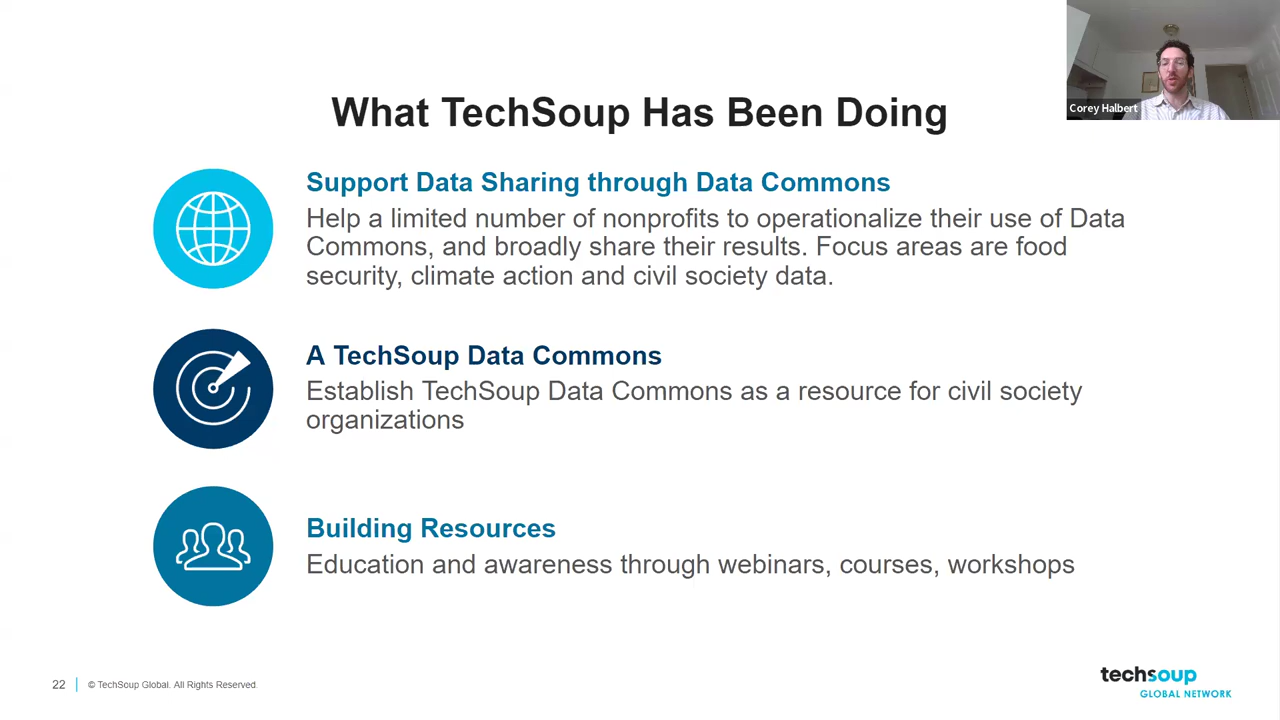 Corey Halbert
What TechSoup Has Been Doing
Support Data Sharing through Data Commons
Help a limited number of nonprofits to operationalize their use of Data
Commons, and broadly share their results. Focus areas are food
security, climate action and civil society data.
A TechSoup Data Commons
Establish TechSoup Data Commons as a resource for civil society
organizations
Building Resources
Education and awareness through webinars, courses, workshops
22
© TechSoup Global. All Rights Reserved.
techsoup
GLOBAL NETWORK